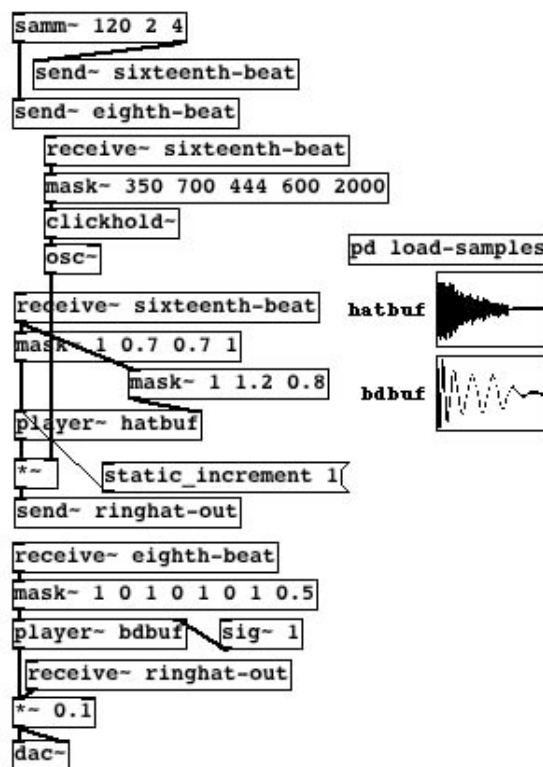 samm~ 120 2 4
send~ sixteenth-beat
send~ eighth-beat
receive~ sixteenth-beat
mask~ 350 700 444 600 2000
clickhold~
osc~
pd load-samples
receive~ sixteenth-beat
hatbuf
mask~ 1 0.7 0.7 1
mask~ 1 1.2 0.8
bdbuf
player~ hatbuf
*~
static_increment 1
send~ ringhat-out
receive~ eighth-beat
mask~ 1 0 1 0 1 0 1 0.5
player~ bdbuf
sig~ 1
receive~ ringhat-out
*~ 0.1
dac~